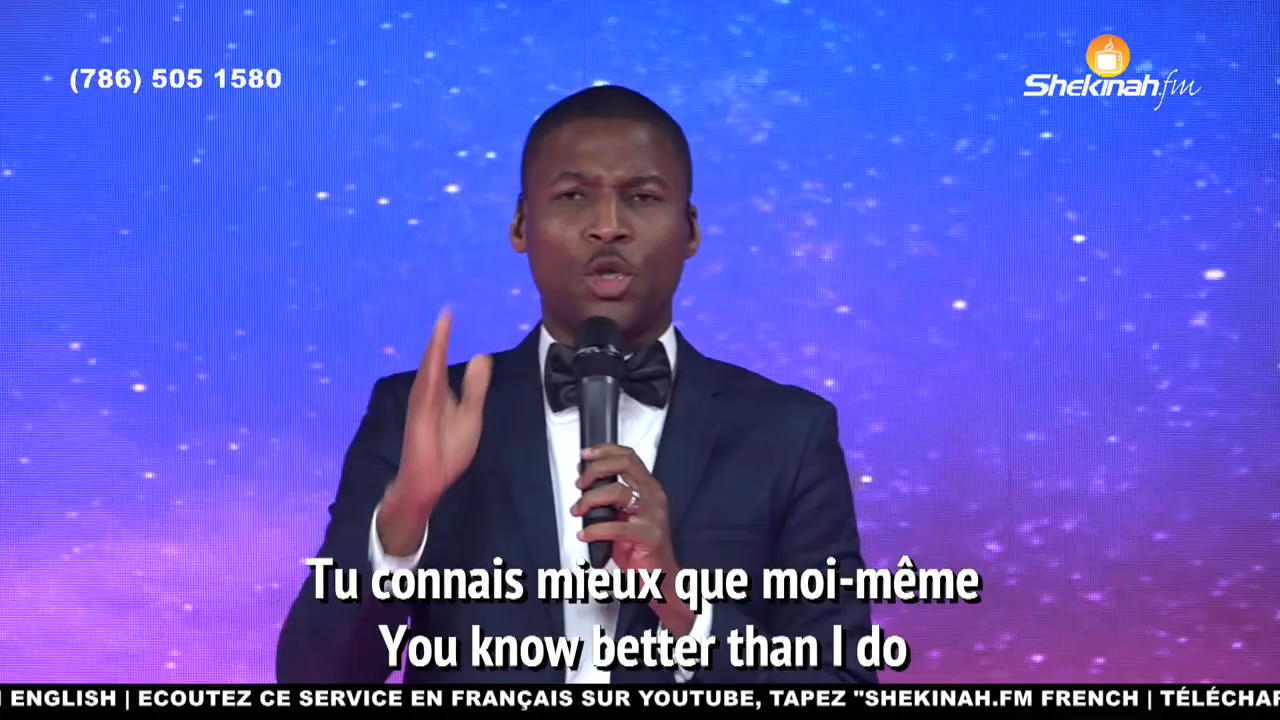 (786) 505 1580
Shekinah.fm
Tu connais mieux que moi-même
You know better than I do
ENGLISH | ECOUTEZ CE SERVICE EN FRANÇAIS SUR YOUTUBE, TAPEZ "SHEKINAH.FM FRENCH |